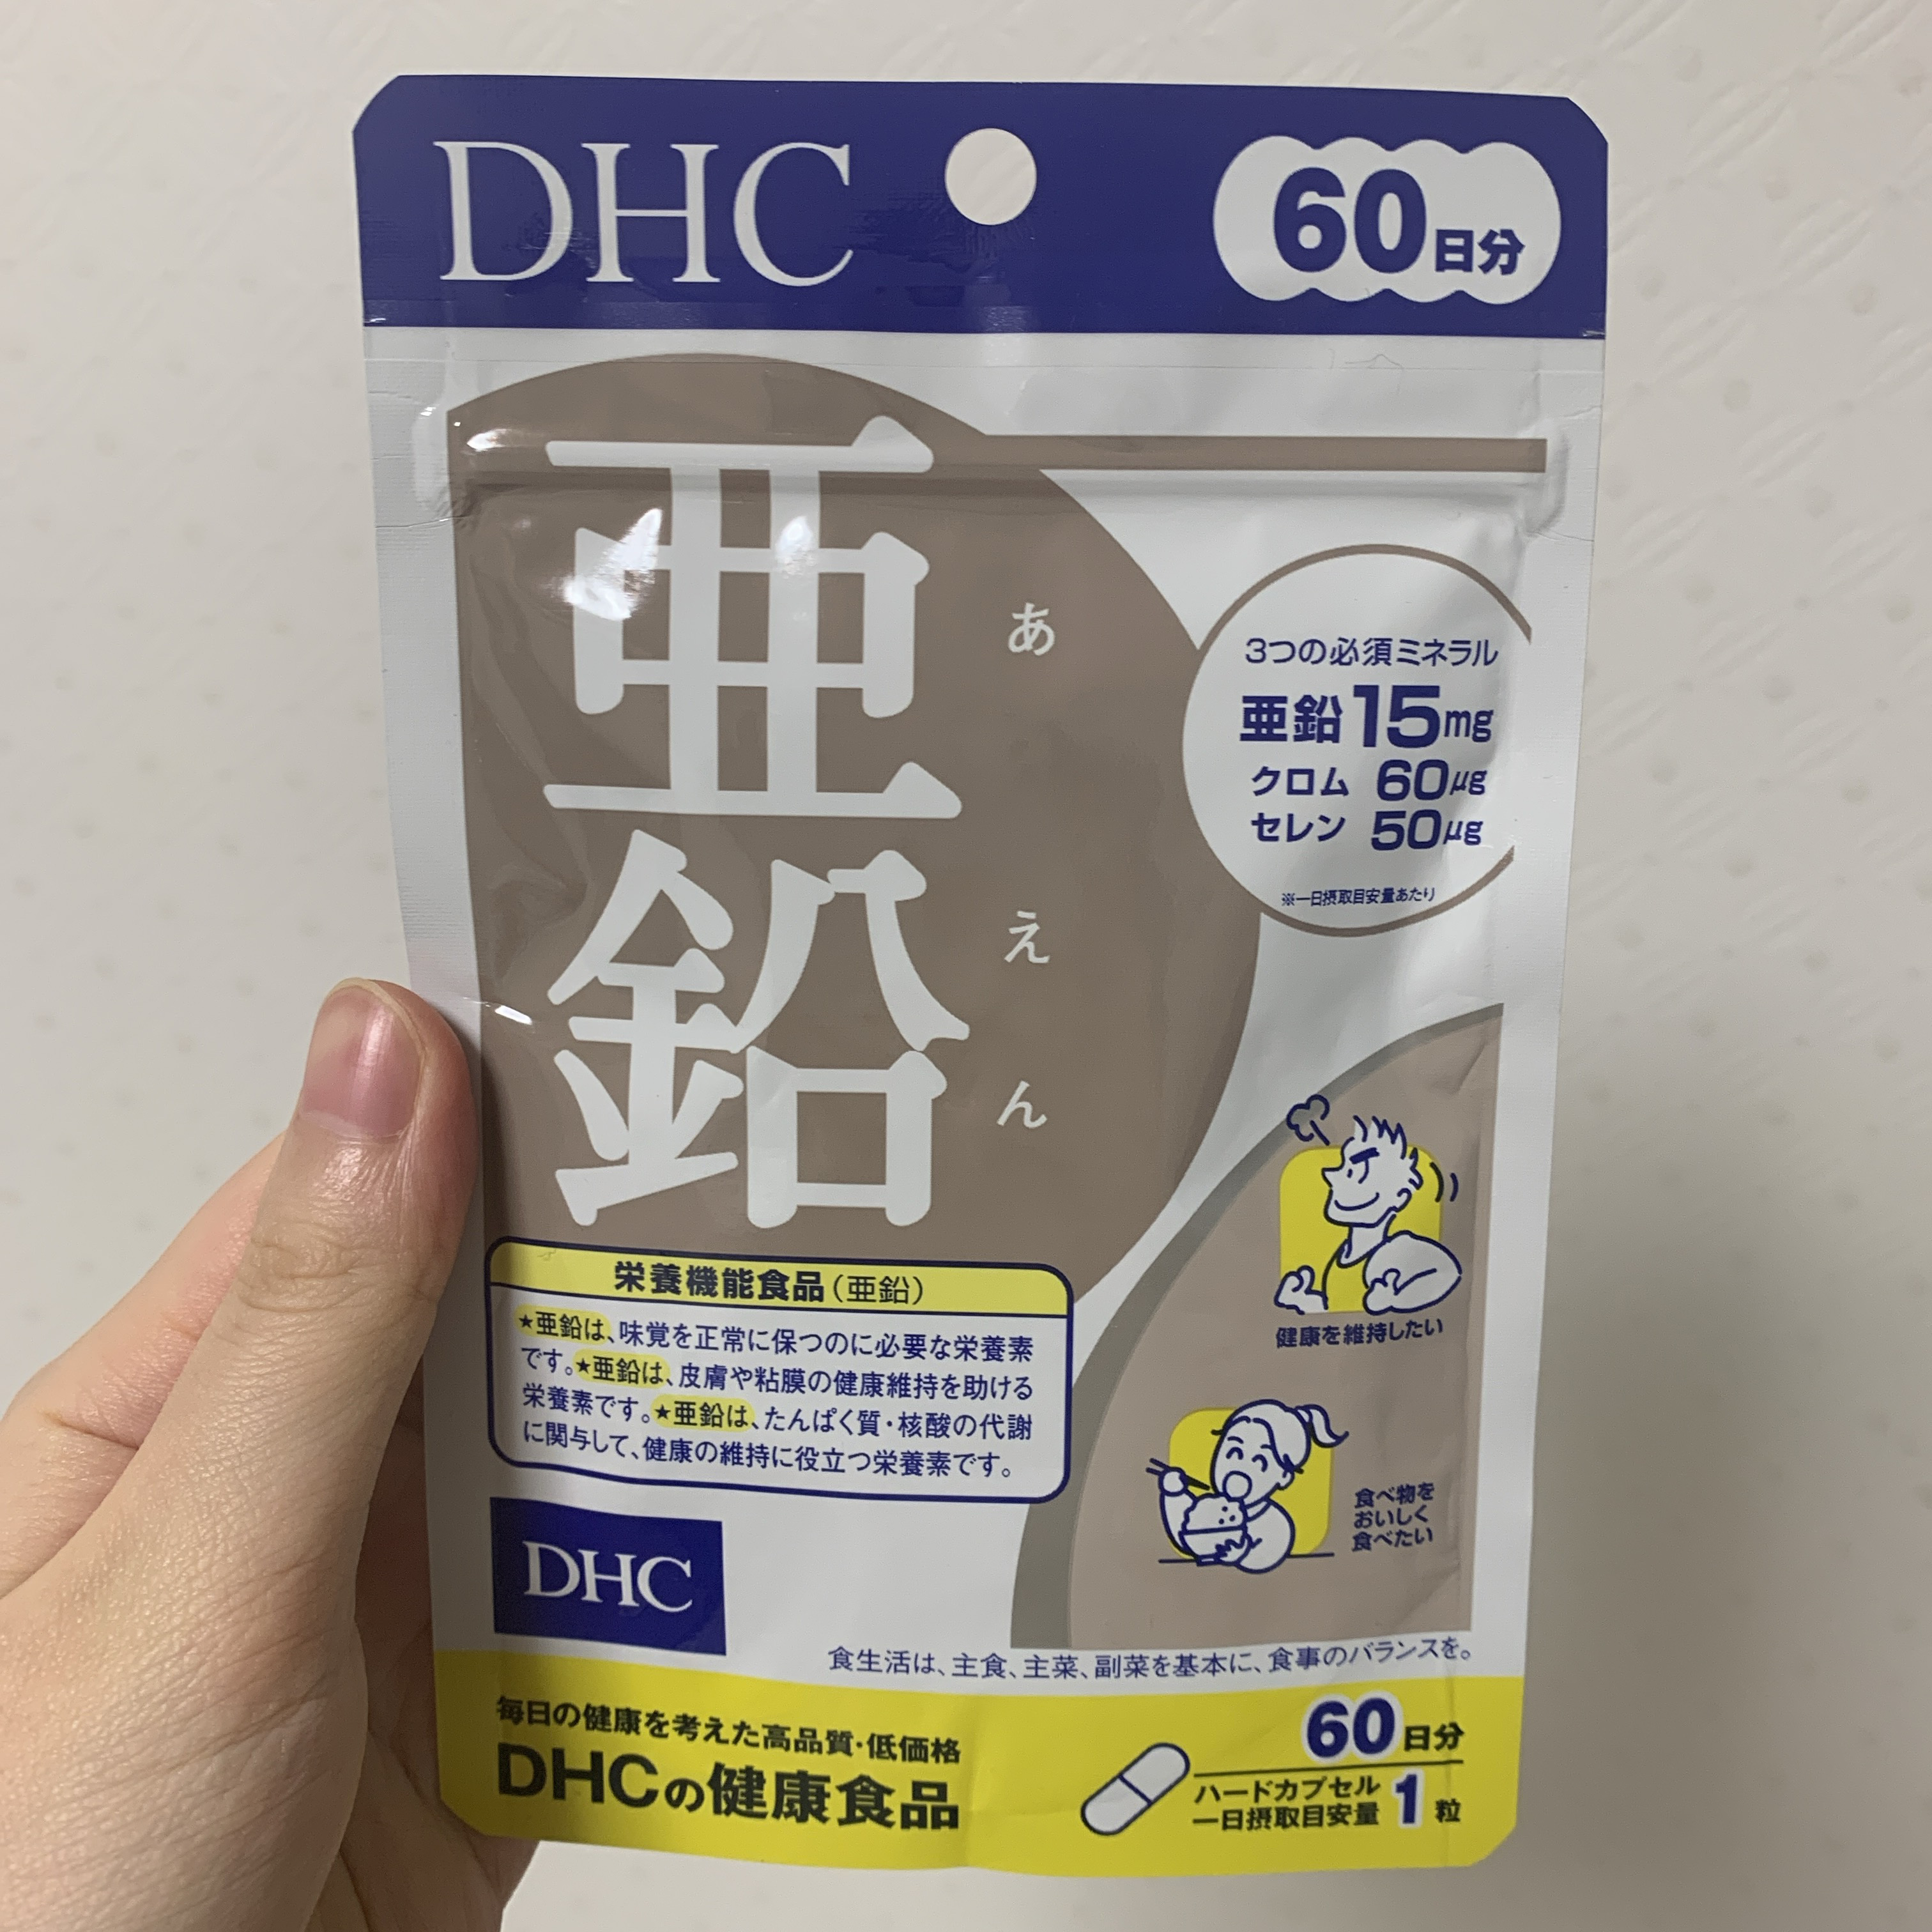 DHC
60日分
亜鉛
あえん
3つの必須ミネラル
亜鉛15mg
クロム 60μg
セレン 50μg
※一日摂取目安量あたり
健康を維持したい
食べ物を
おいしく
食べたい
栄養機能食品(亜鉛)
★亜鉛は、味覚を正常に保つのに必要な栄養素
です。★亜鉛は、皮膚や粘膜の健康維持を助ける
栄養素です。★亜鉛は、たんぱく質・核酸の代謝
に関与して、健康の維持に役立つ栄養素です。
DHC
食生活は、主食、主菜、副菜を基本に、食事のバランスを。
毎日の健康を考えた高品質・低価格
DHCの健康食品
60日分
ハードカプセル
一日摂取目安量 1粒